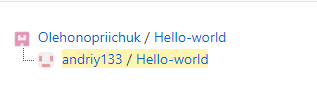 Olehonopriichuk / Hello-world
andriy133 / Hello-world